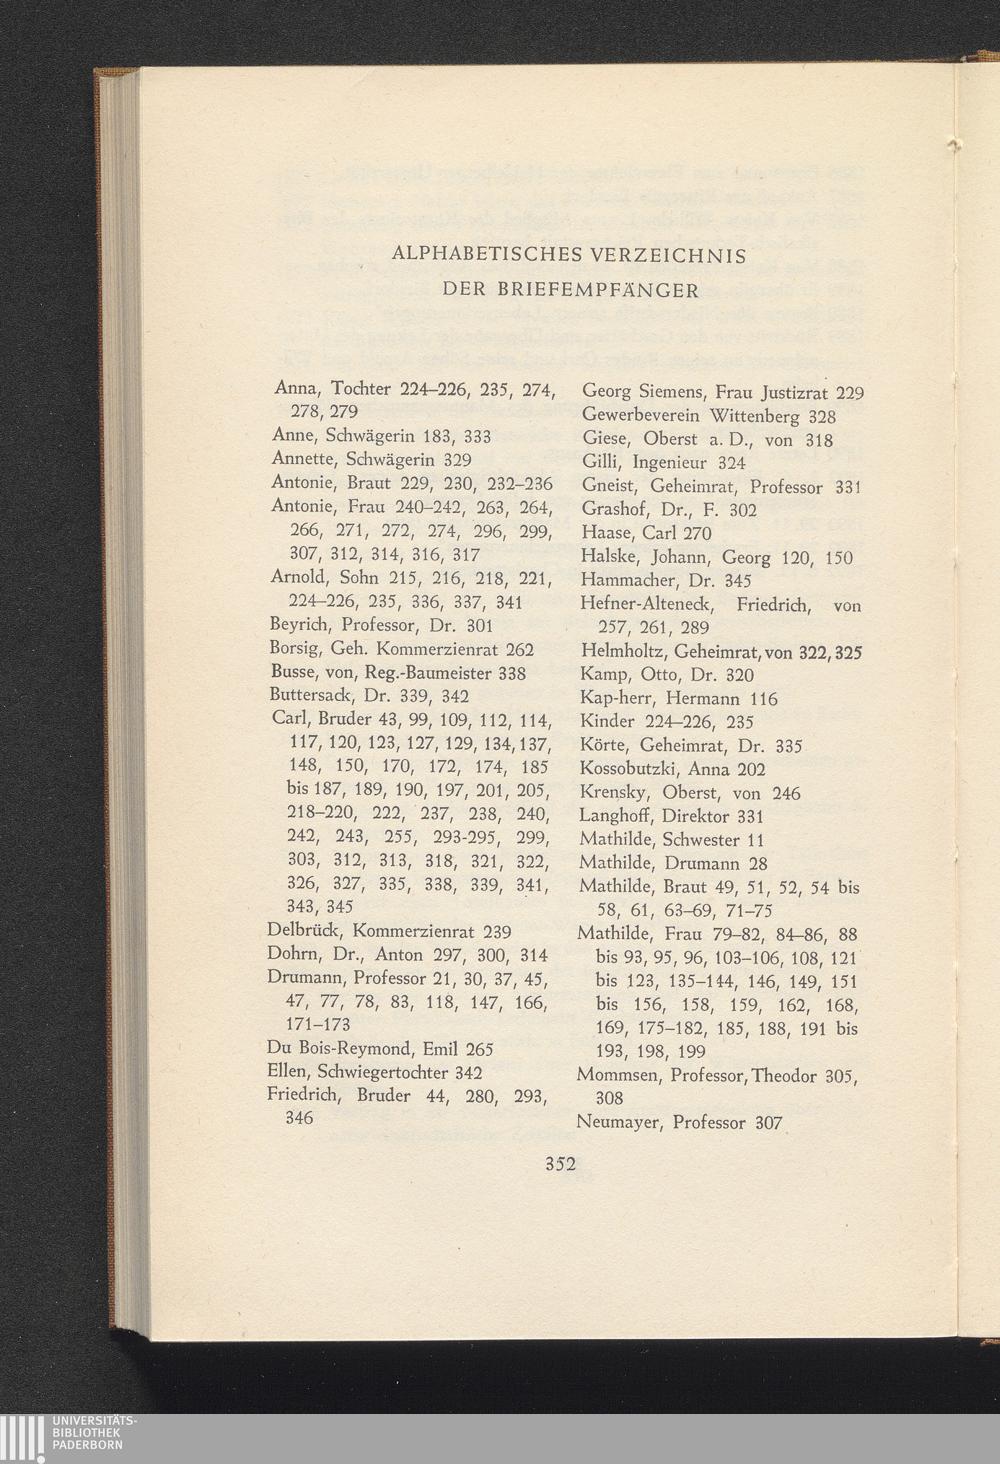 ALPHABETISCHES VERZEICHNIS
DER BRIEFEMPFÄNGER
Anna, Tochter 224–226, 235, 274,
278, 279
Anne, Schwägerin 183, 333
Annette, Schwägerin 329
Antonie, Braut 229, 230, 232–236
Antonie, Frau 240–242, 263, 264,
266, 271, 272, 274, 296, 299,
307, 312, 314, 316, 317
Arnold, Sohn 215, 216, 218, 221,
224–226, 235, 336, 337, 341
Beyrich, Professor, Dr. 301
Borsig, Geh. Kommerzienrat 262
Busse, von, Reg.-Baumeister 338
Buttersack, Dr. 339, 342
Carl, Bruder 43, 99, 109, 112, 114,
117, 120, 123, 127, 129, 134, 137,
148, 150, 170, 172, 174, 185
bis 187, 189, 190, 197, 201, 205,
218–220, 222, 237, 238, 240,
242, 243, 255, 293-295, 299,
303, 312, 313, 318, 321, 322,
326, 327, 335, 338, 339, 341,
343, 345
Delbrück, Kommerzienrat 239
Dohrn, Dr., Anton 297, 300, 314
Drumann, Professor 21, 30, 37, 45,
47, 77, 78, 83, 118, 147, 166,
171–173
Du Bois-Reymond, Emil 265
Ellen, Schwiegertochter 342
Friedrich, Bruder 44, 280, 293,
346
Georg Siemens, Frau Justizrat 229
Gewerbeverein Wittenberg 328
Giese, Oberst a. D., von 318
Gilli, Ingenieur 324
Gneist, Geheimrat, Professor 331
Grashof, Dr., F. 302
Haase, Carl 270
Halske, Johann, Georg 120, 150
Hammacher, Dr. 345
Hefner-Alteneck, Friedrich, von
257, 261, 289
Helmholtz, Geheimrat, von 322, 325
Kamp, Otto, Dr. 320
Kap-herr, Hermann 116
Kinder 224–226, 235
Körte, Geheimrat, Dr. 335
Kossobutzki, Anna 202
Krensky, Oberst, von 246
Langhoff, Direktor 331
Mathilde, Schwester 11
Mathilde, Drumann 28
Mathilde, Braut 49, 51, 52, 54 bis
58, 61, 63–69, 71–75
Mathilde, Frau 79–82, 84–86, 88
bis 93, 95, 96, 103–106, 108, 121
bis 123, 135–144, 146, 149, 151
bis 156, 158, 159, 162, 168,
169, 175–182, 185, 188, 191 bis
193, 198, 199
Mommsen, Professor, Theodor 305,
308
Neumayer, Professor 307
352
UNIVERSITÄTS-
BIBLIOTHEK
PADERBORN